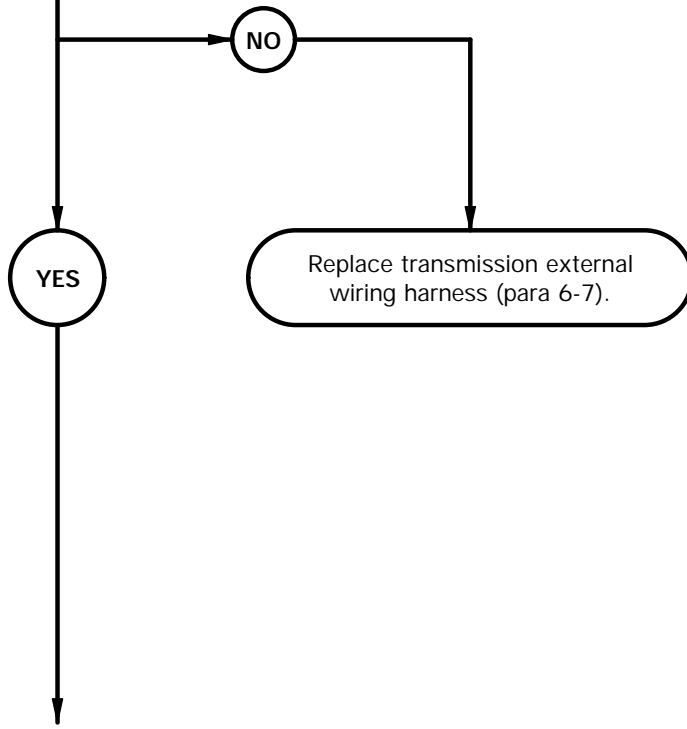 NO
YES
Replace transmission external
wiring harness (para 6-7).